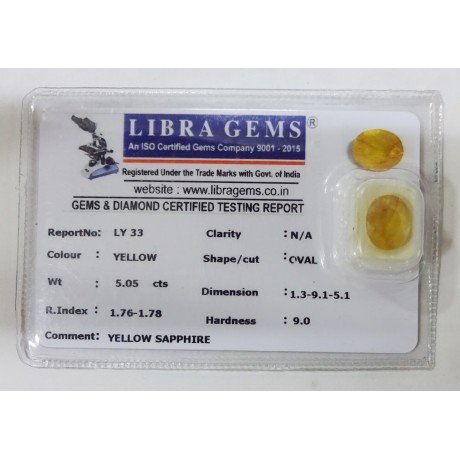 LIBRA GEMS®
An ISO Certified Gems Company 9001 - 2015
Registered Under the Trade Marks with Govt. of India
website : www.libragems.co.in
GEMS & DIAMOND CERTIFIED TESTING REPORT
ReportNo: LY 33 Clarity : N/A
Colour : YELLOW Shape/cut : OVAL
Wt : 5.05 cts Dimension : 1.3-9.1-5.1
R.Index : 1.76-1.78 Hardness : 9.0
Comment: YELLOW SAPPHIRE